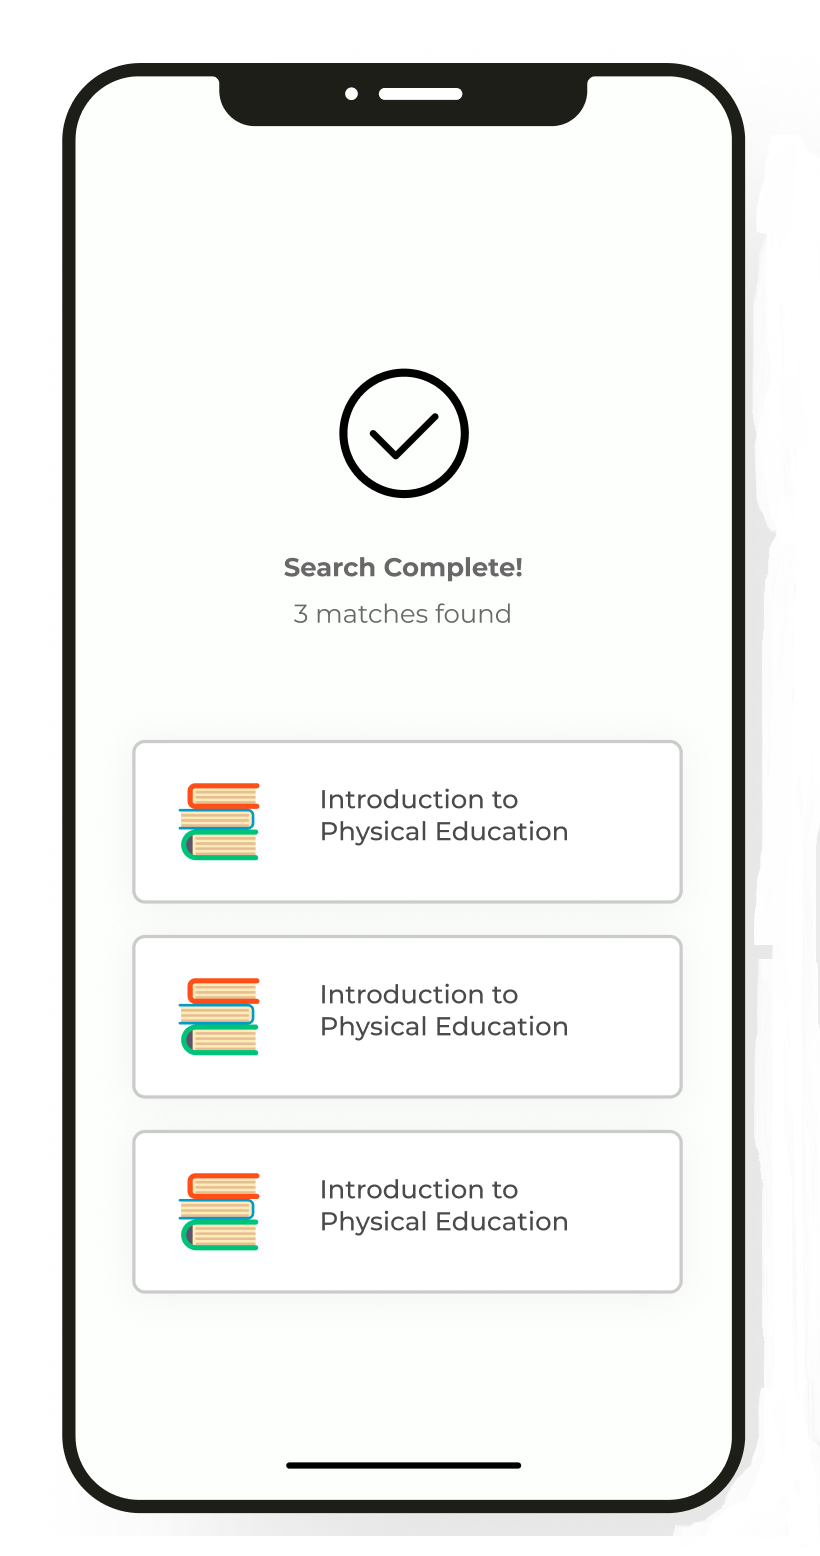 Search Complete!
3 matches found
Introduction to
Physical Education
Introduction to
Physical Education
Introduction to
Physical Education